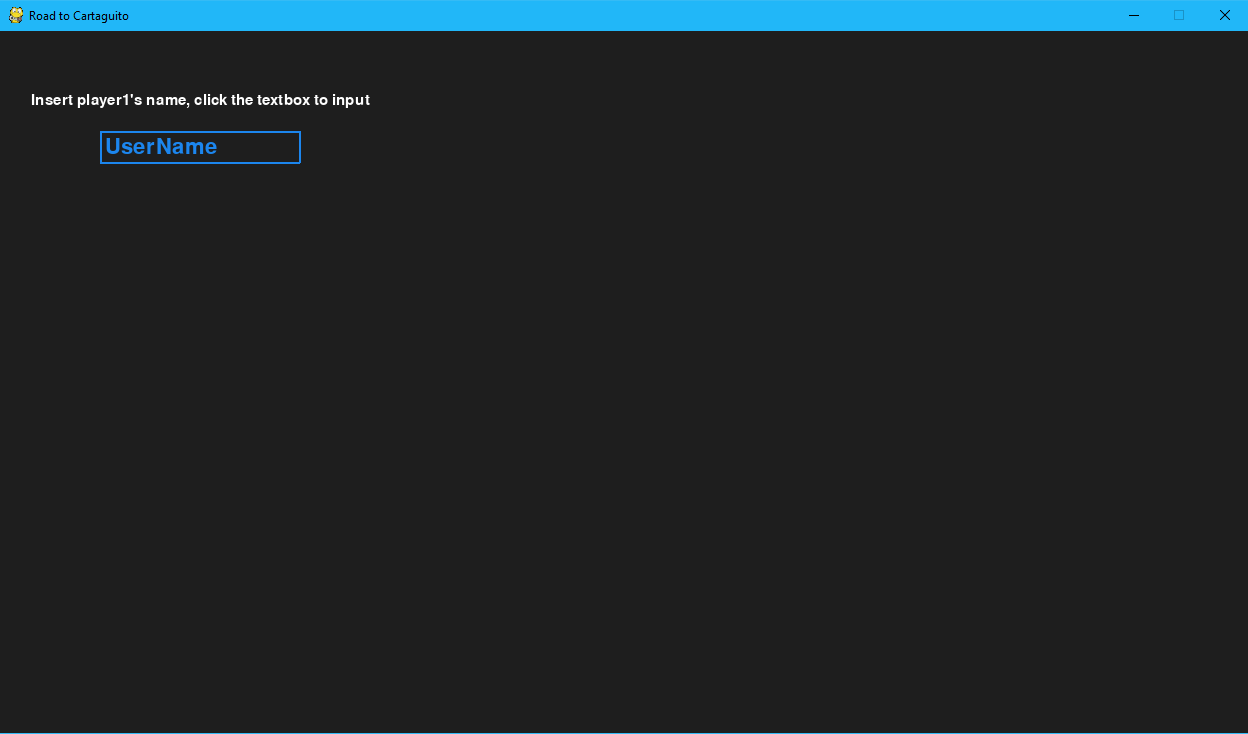 Road to Cartaguito
Insert player1's name, click the textbox to input
UserName